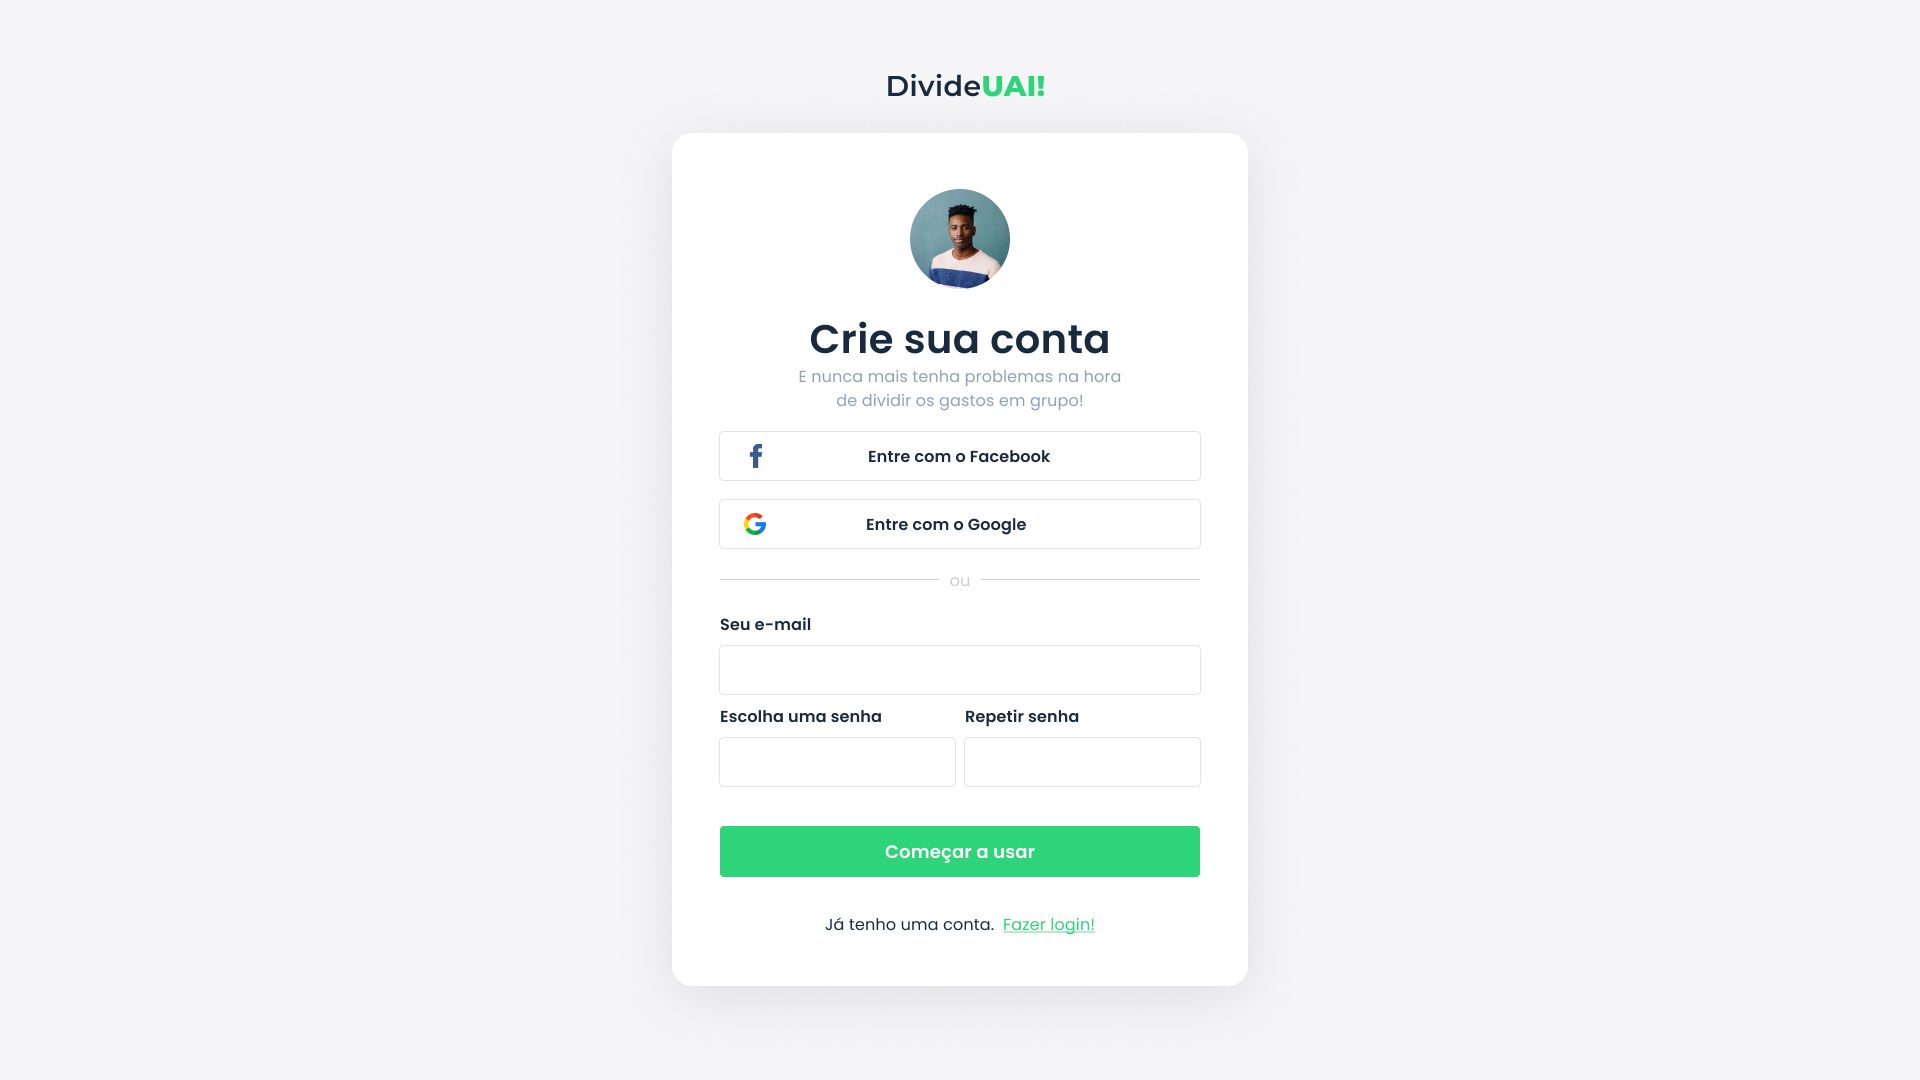 DivideUAI!
Crie sua conta
E nunca mais tenha problemas na hora
de dividir os gastos em grupo!
Entre com o Facebook
Entre com o Google
ou
Seu e-mail
Escolha uma senha
Repetir senha
Começar a usar
Já tenho uma conta. Fazer login!